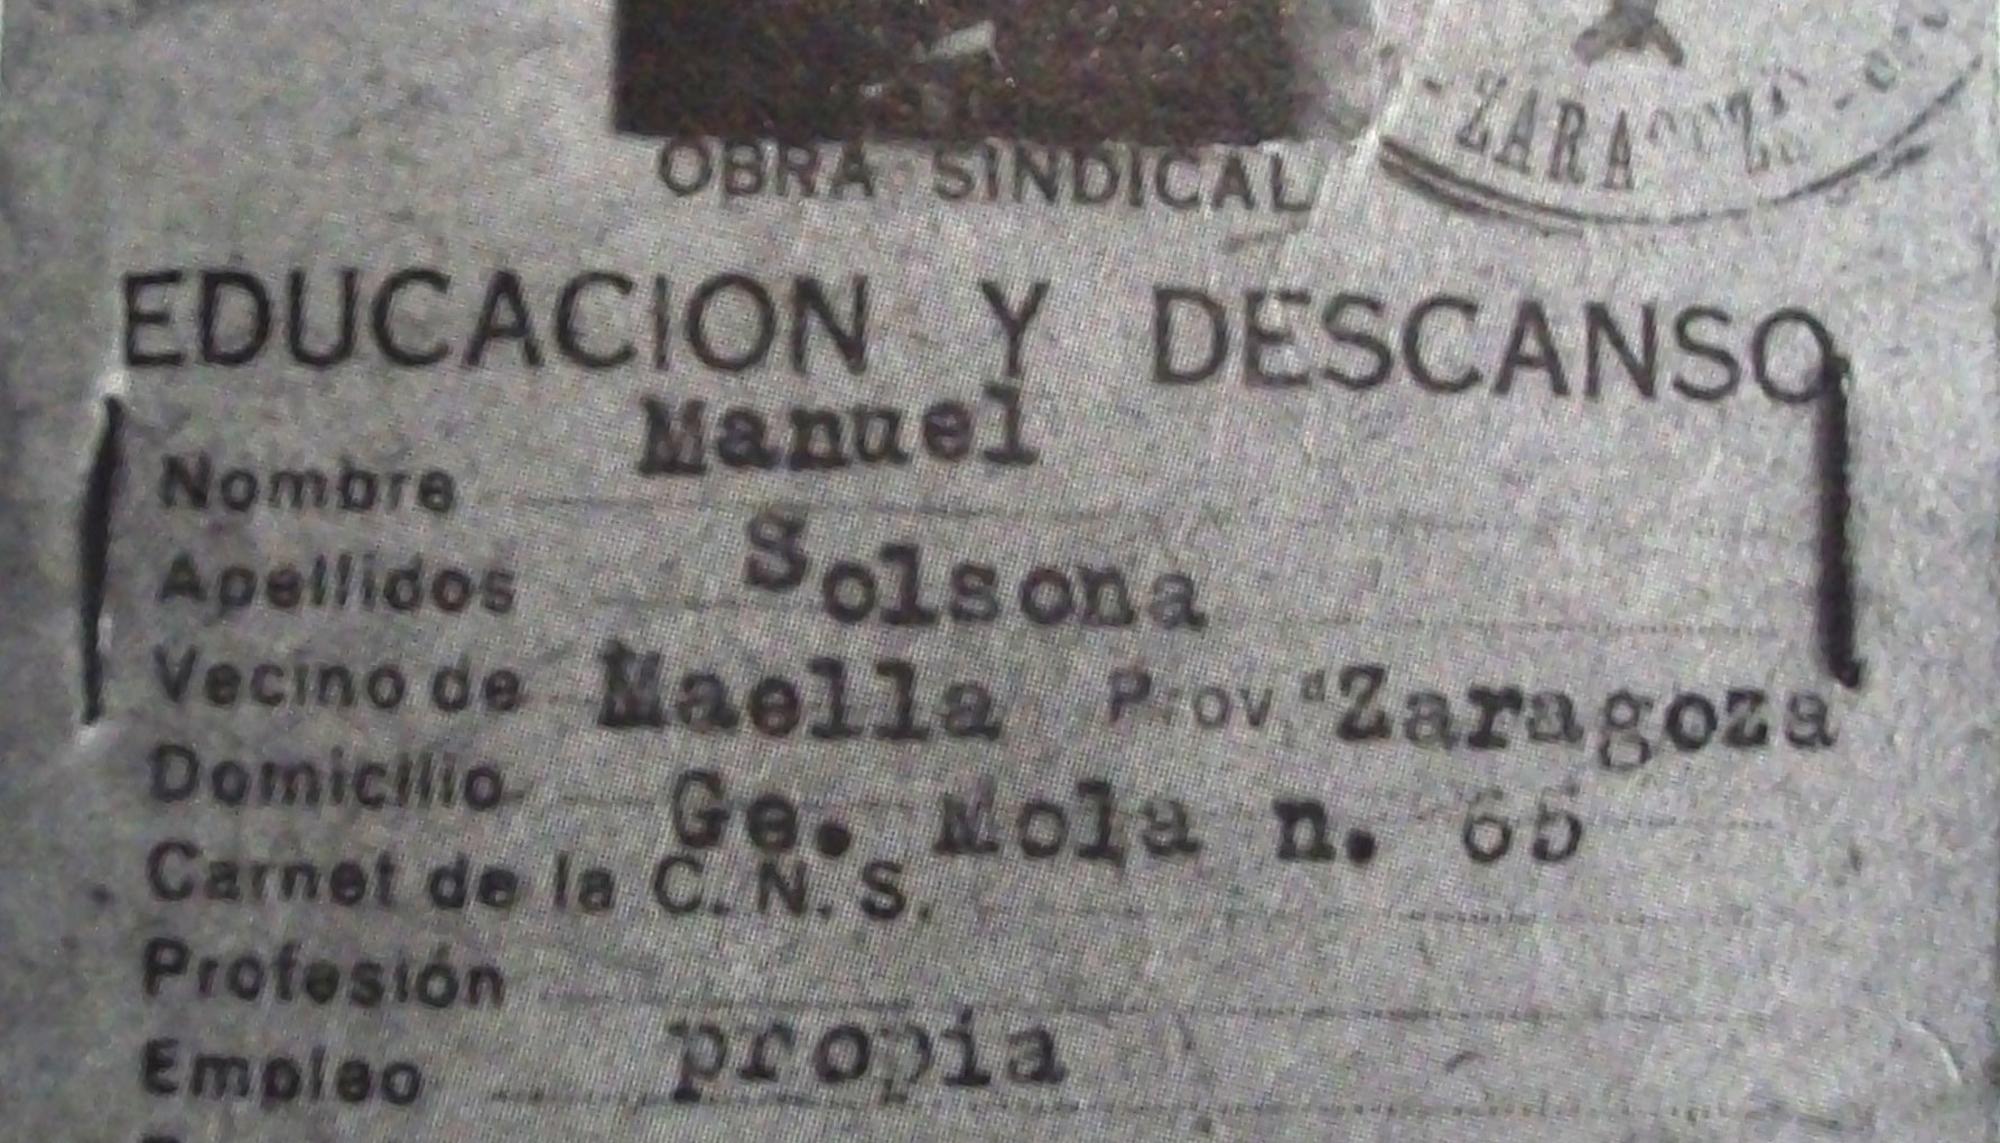 ZARAGOZA
OBRA SINDICAL
EDUCACION Y DESCANSO
Nombre Manuel
Apellidos Solsona
Vecino de Maella Prov.ª Zaragoza
Domicilio Ge. Mola n. 65
Carnet de la C.N.S.
Profesión
Empleo propia